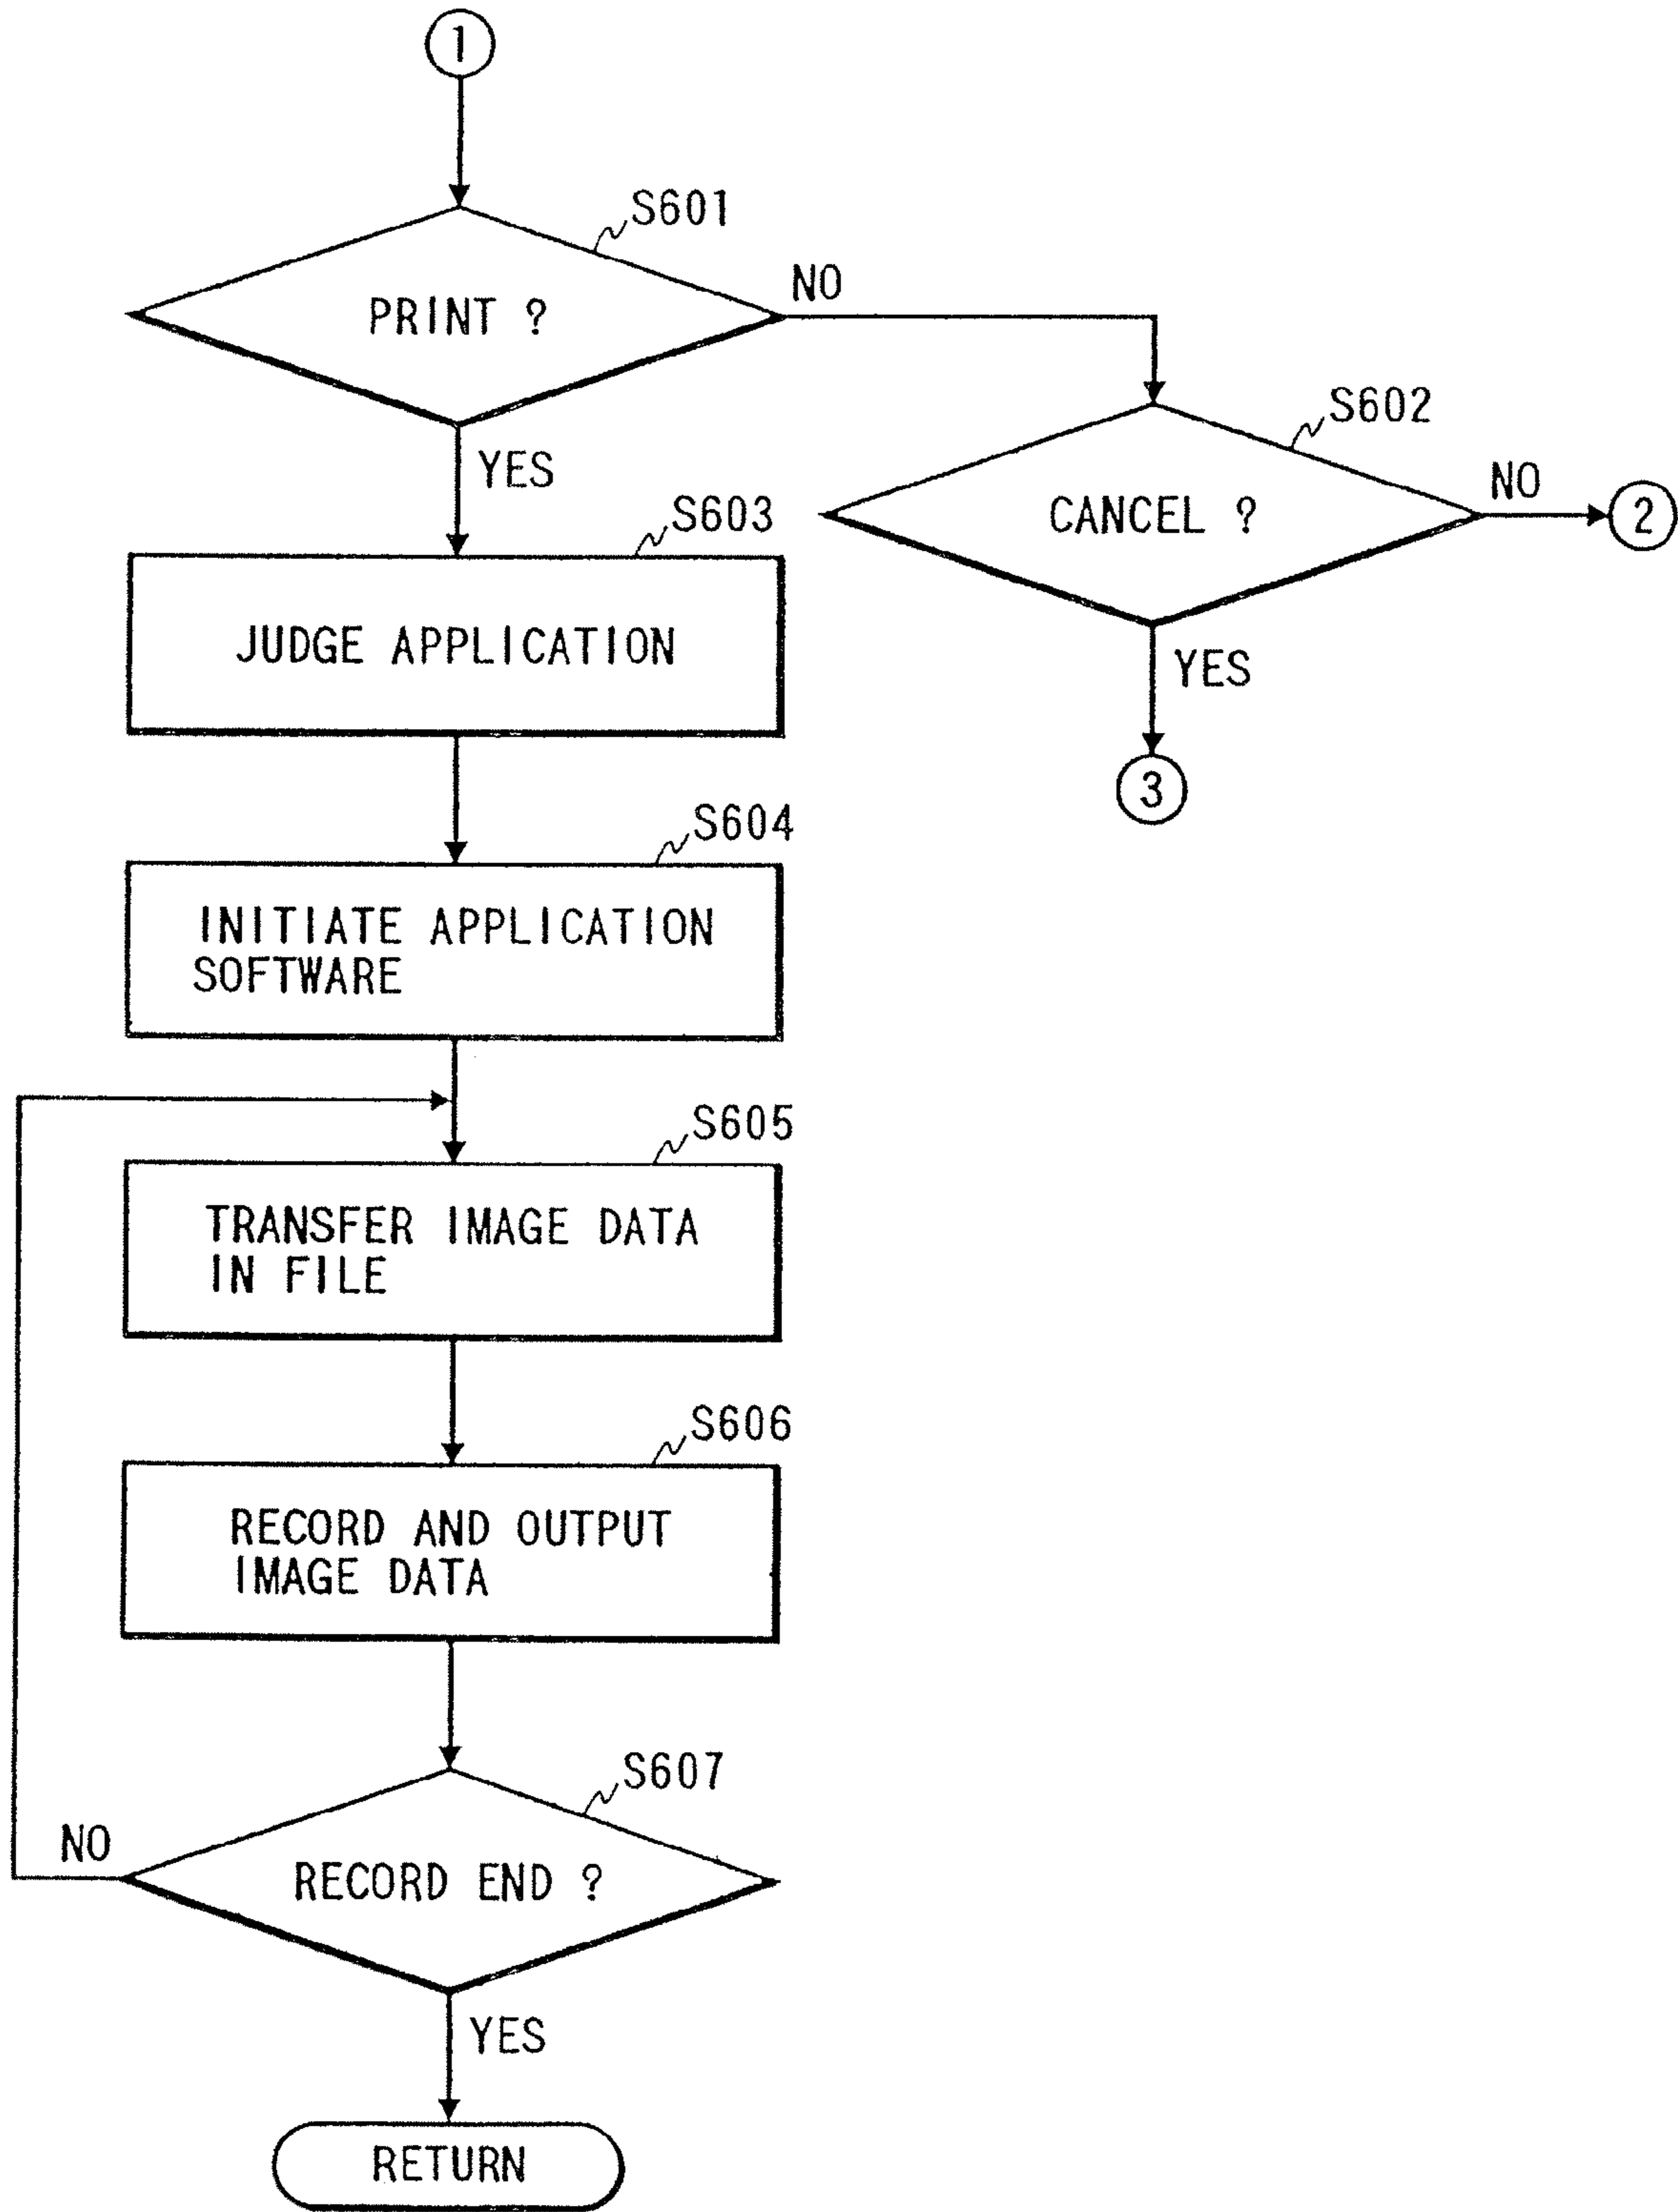 1
S601
PRINT ?
NO
S602
CANCEL ?
NO
2
YES
3
YES
S603
JUDGE APPLICATION
S604
INITIATE APPLICATION
SOFTWARE
S605
TRANSFER IMAGE DATA
IN FILE
S606
RECORD AND OUTPUT
IMAGE DATA
S607
RECORD END ?
NO
YES
RETURN